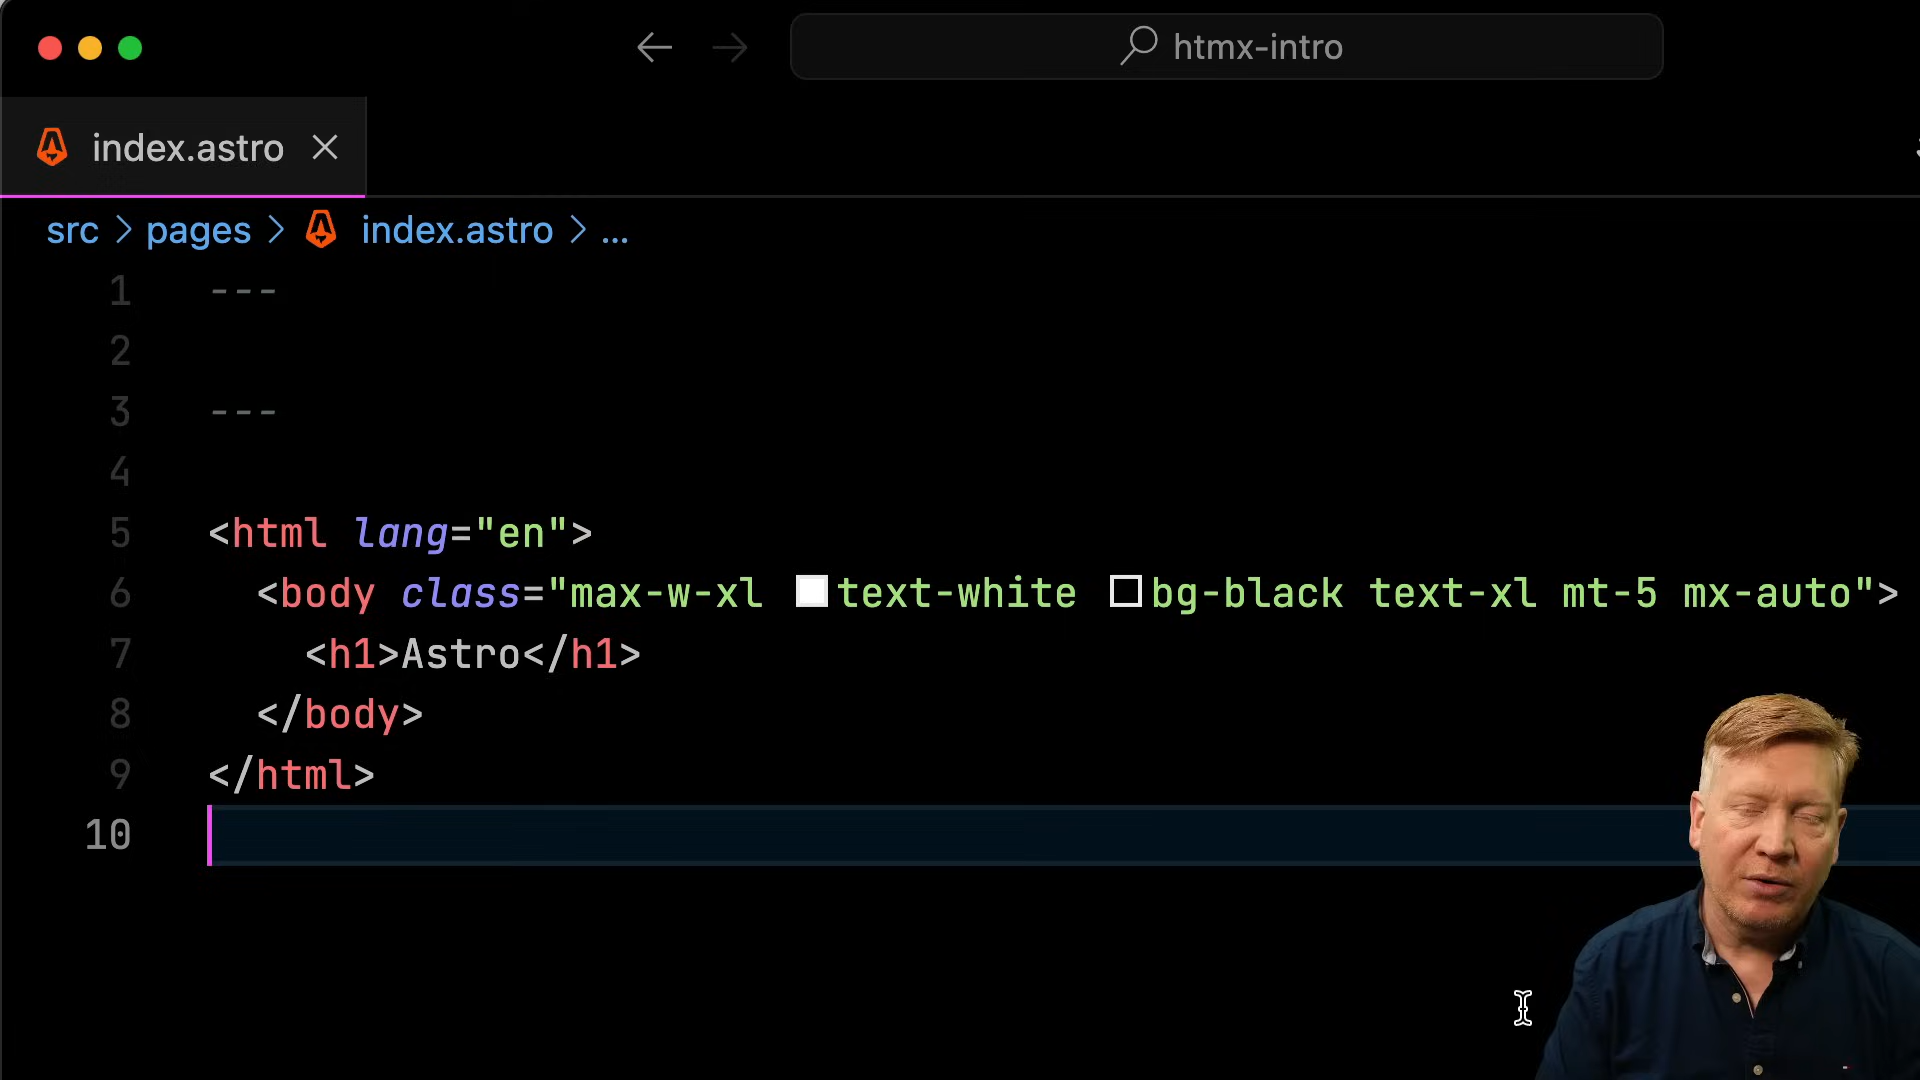 htmx-intro
index.astro
src > pages > index.astro > ...
1 ---
2
3 ---
4
5 <html lang="en">
6 <body class="max-w-xl text-white bg-black text-xl mt-5 mx-auto">
7 <h1>Astro</h1>
8 </body>
9 </html>
10